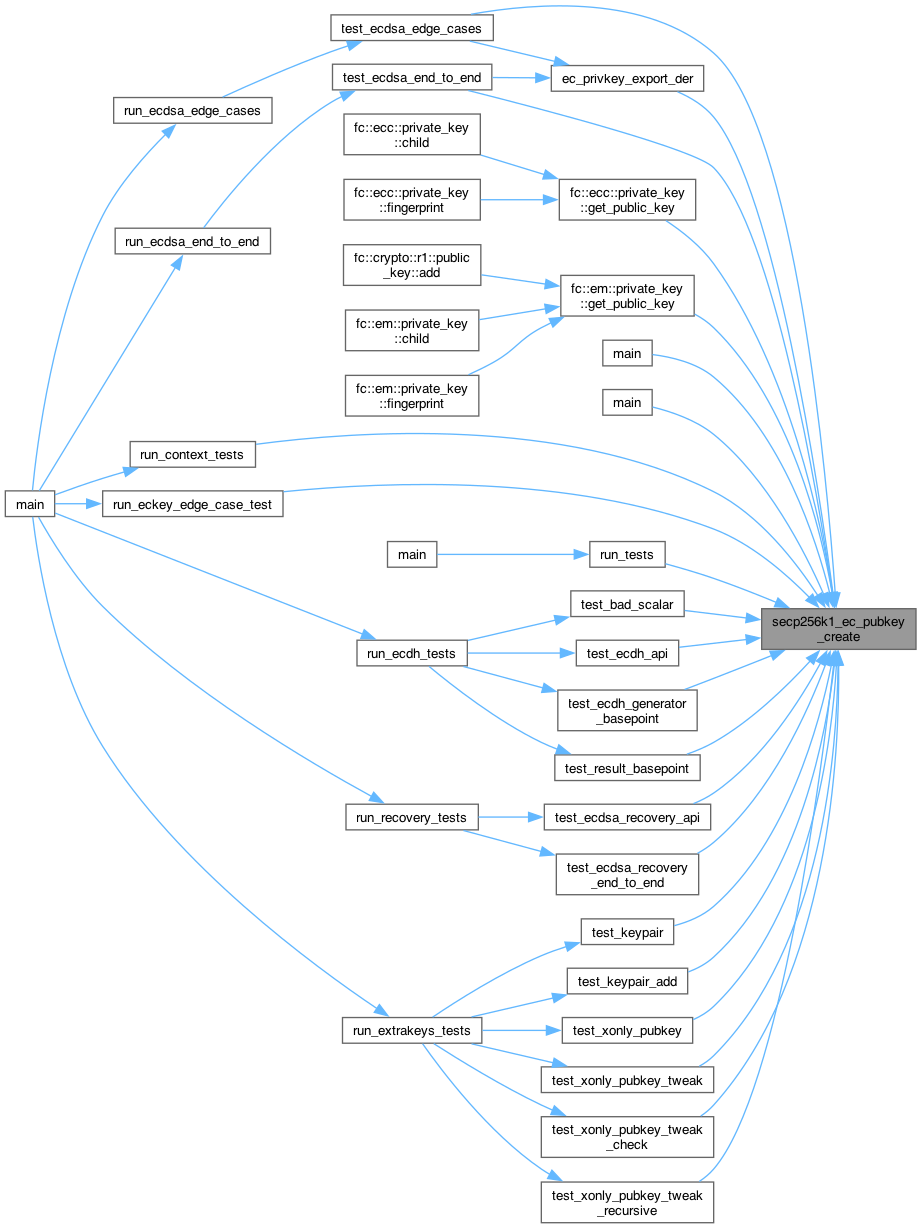 test_ecdsa_edge_cases
test_ecdsa_end_to_end
ec_privkey_export_der
run_ecdsa_edge_cases
fc::ecc::private_key
::child
fc::ecc::private_key
::fingerprint
fc::ecc::private_key
::get_public_key
run_ecdsa_end_to_end
fc::crypto::r1::public
_key::add
fc::em::private_key
::get_public_key
fc::em::private_key
::child
main
fc::em::private_key
::fingerprint
main
run_context_tests
main
run_eckey_edge_case_test
main
run_tests
test_bad_scalar
secp256k1_ec_pubkey
_create
run_ecdh_tests
test_ecdh_api
test_ecdh_generator
_basepoint
test_result_basepoint
run_recovery_tests
test_ecdsa_recovery_api
test_ecdsa_recovery
_end_to_end
test_keypair
test_keypair_add
run_extrakeys_tests
test_xonly_pubkey
test_xonly_pubkey_tweak
test_xonly_pubkey_tweak
_check
test_xonly_pubkey_tweak
_recursive